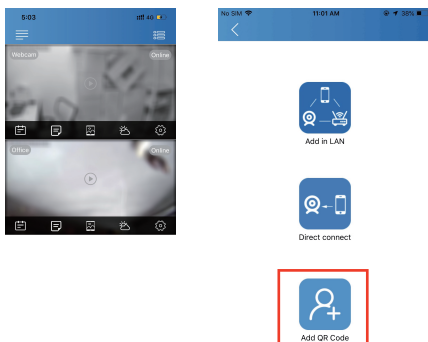 5:03
4G
Webcam
Online
Office
Online
No SIM
11:01 AM
38%
Add in LAN
Direct connect
Add QR Code